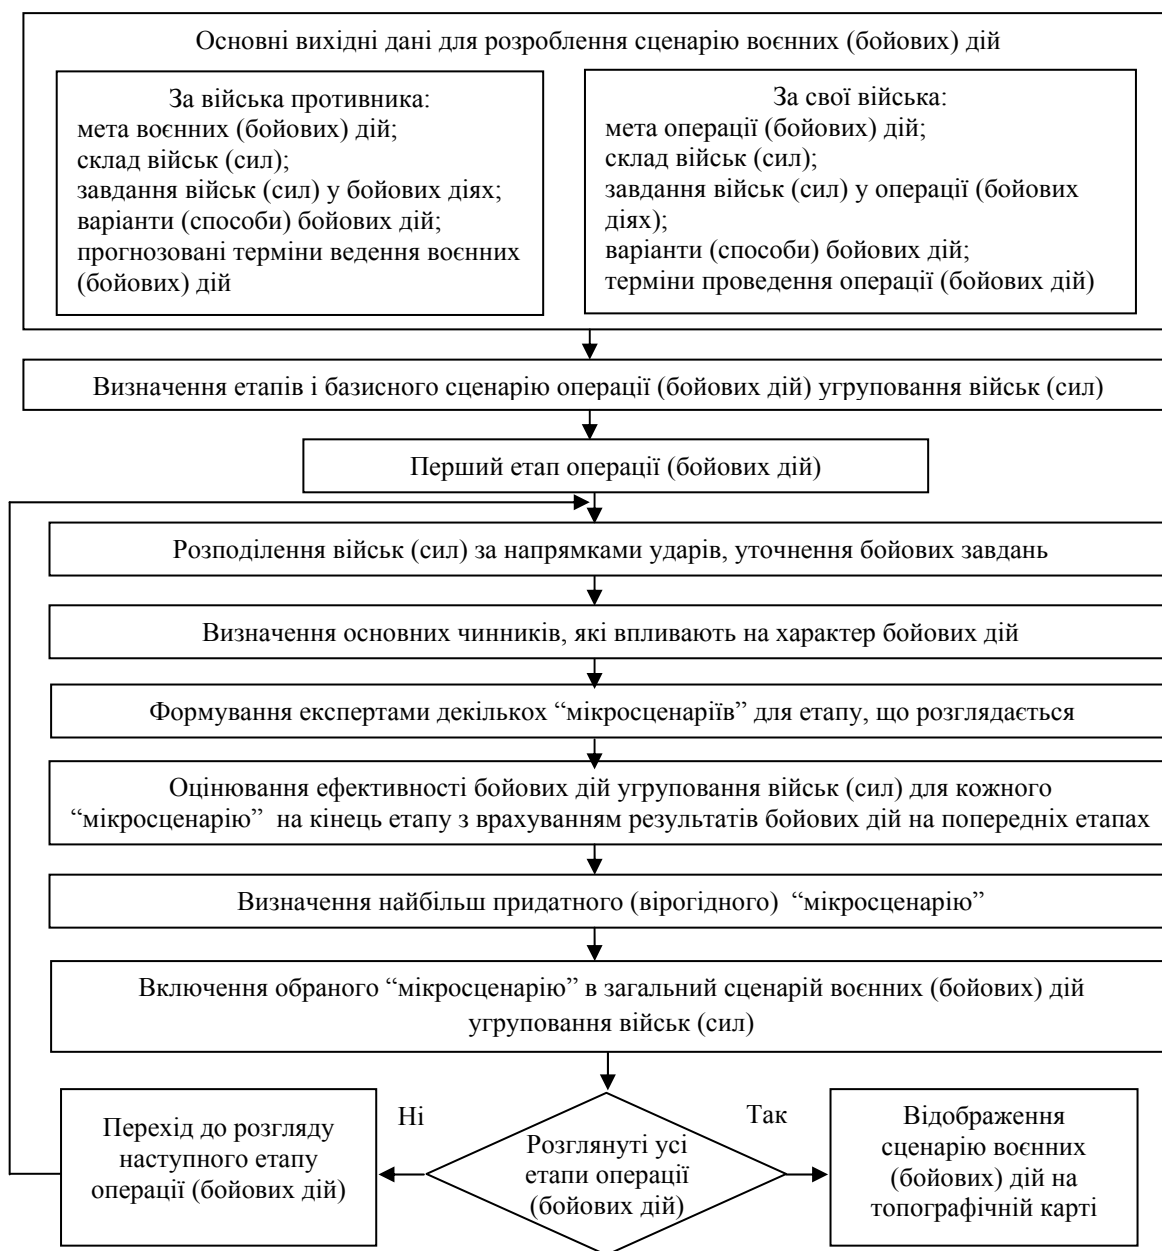 Основні вихідні дані для розроблення сценарію воєнних (бойових) дій
За війська противника:
мета воєнних (бойових) дій;
склад військ (сил);
завдання військ (сил) у бойових діях;
варіанти (способи) бойових дій;
прогнозовані терміни ведення воєнних
(бойових) дій
За свої війська:
мета операції (бойових) дій;
склад військ (сил);
завдання військ (сил) у операції (бойових
діях);
варіанти (способи) бойових дій;
терміни проведення операції (бойових дій)
Визначення етапів і базисного сценарію операції (бойових дій) угруповання військ (сил)
Перший етап операції (бойових дій)
Розподілення військ (сил) за напрямками ударів, уточнення бойових завдань
Визначення основних чинників, які впливають на характер бойових дій
Формування експертами декількох “мікросценаріїв” для етапу, що розглядається
Оцінювання ефективності бойових дій угруповання військ (сил) для кожного
“мікросценарію” на кінець етапу з врахуванням результатів бойових дій на попередніх етапах
Визначення найбільш придатного (вірогідного) “мікросценарію”
Включення обраного “мікросценарію” в загальний сценарій воєнних (бойових) дій
угруповання військ (сил)
Перехід до розгляду
наступного етапу
операції (бойових дій)
Ні
Розглянуті усі
етапи операції
(бойових дій)
Так
Відображення
сценарію воєнних
(бойових) дій на
топографічній карті